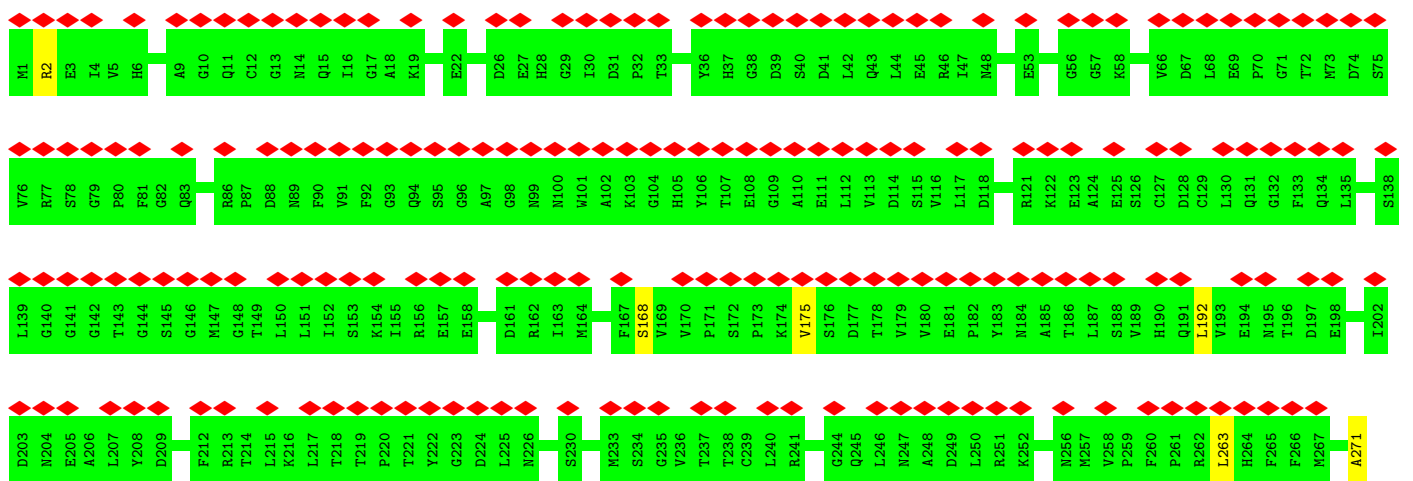 M1 R2 E3 I4 V5 H6 A9 G10 Q11 C12 G13 N14 Q15 I16 G17 A18 K19 E22 D26 E27 H28 G29 I30 D31 P32 T33 Y36 H37 G38 D39 S40 D41 L42 Q43 L44 E45 R46 I47 N48 E53 G56 G57 K58 V66 D67 L68 E69 P70 G71 T72 M73 D74 S75
V76 R77 S78 G79 P80 F81 G82 Q83 R86 P87 D88 N89 F90 V91 F92 G93 Q94 S95 G96 A97 G98 N99 N100 W101 A102 K103 G104 H105 Y106 T107 E108 G109 A110 E111 L112 V113 D114 S115 V116 L117 D118 R121 K122 E123 A124 E125 S126 C127 D128 C129 L130 Q131 G132 F133 Q134 L135 S138
L139 G140 G141 G142 T143 G144 S145 G146 M147 G148 T149 L150 L151 I152 S153 K154 I155 R156 E157 E158 D161 R162 I163 M164 F167 S168 V169 V170 P171 S172 P173 K174 V175 S176 D177 T178 V179 V180 E181 P182 Y183 N184 A185 T186 L187 S188 V189 H190 Q191 L192 V193 E194 N195 T196 D197 E198 I202
D203 N204 E205 A206 L207 Y208 D209 F212 R213 T214 L215 K216 L217 T218 T219 P220 T221 Y222 G223 D224 L225 N226 S230 M233 S234 G235 V236 T237 T238 C239 L240 R241 G244 Q245 L246 N247 A248 D249 L250 R251 K252 N256 M257 V258 P259 F260 P261 R262 L263 H264 F265 F266 M267 A271